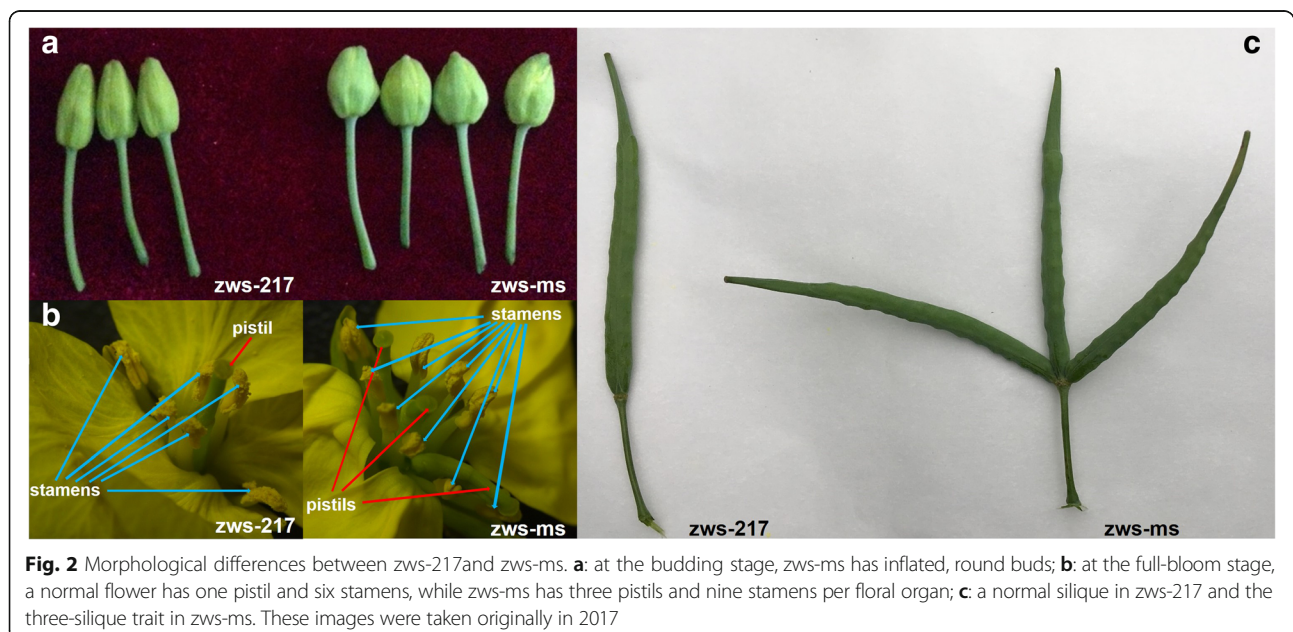 a
c
zws-217
zws-ms
b
pistil
stamens
stamens
pistils
zws-217
zws-ms
zws-217
zws-ms
Fig. 2 Morphological differences between zws-217and zws-ms. a: at the budding stage, zws-ms has inflated, round buds; b: at the full-bloom stage,
a normal flower has one pistil and six stamens, while zws-ms has three pistils and nine stamens per floral organ; c: a normal silique in zws-217 and the
three-silique trait in zws-ms. These images were taken originally in 2017